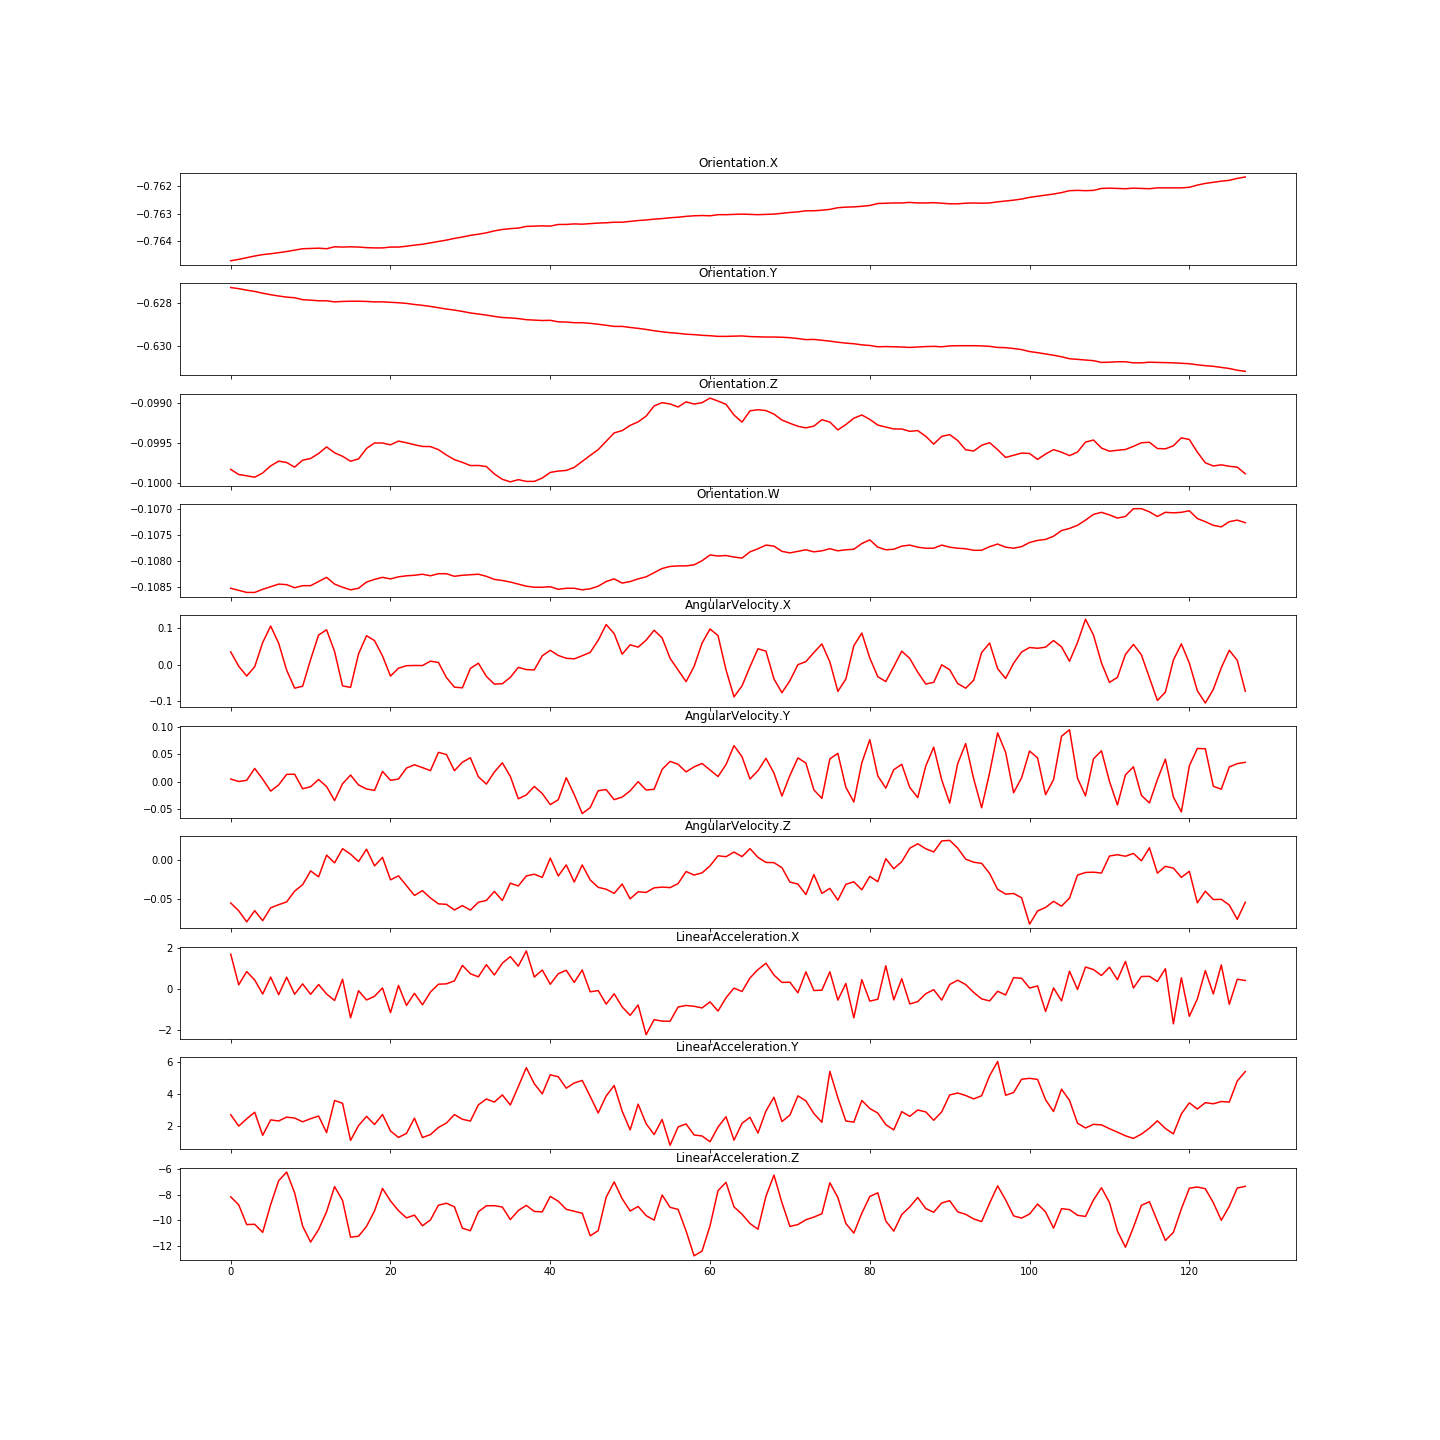 Orientation.X
−0.762
−0.763
−0.764
Orientation.Y
−0.628
−0.630
Orientation.Z
−0.0990
−0.0995
−0.1000
Orientation.W
−0.1070
−0.1075
−0.1080
−0.1085
AngularVelocity.X
0.1
0.0
−0.1
AngularVelocity.Y
0.10
0.05
0.00
−0.05
AngularVelocity.Z
0.00
−0.05
LinearAcceleration.X
2
0
−2
LinearAcceleration.Y
6
4
2
LinearAcceleration.Z
−6
−8
−10
−12
0 20 40 60 80 100 120